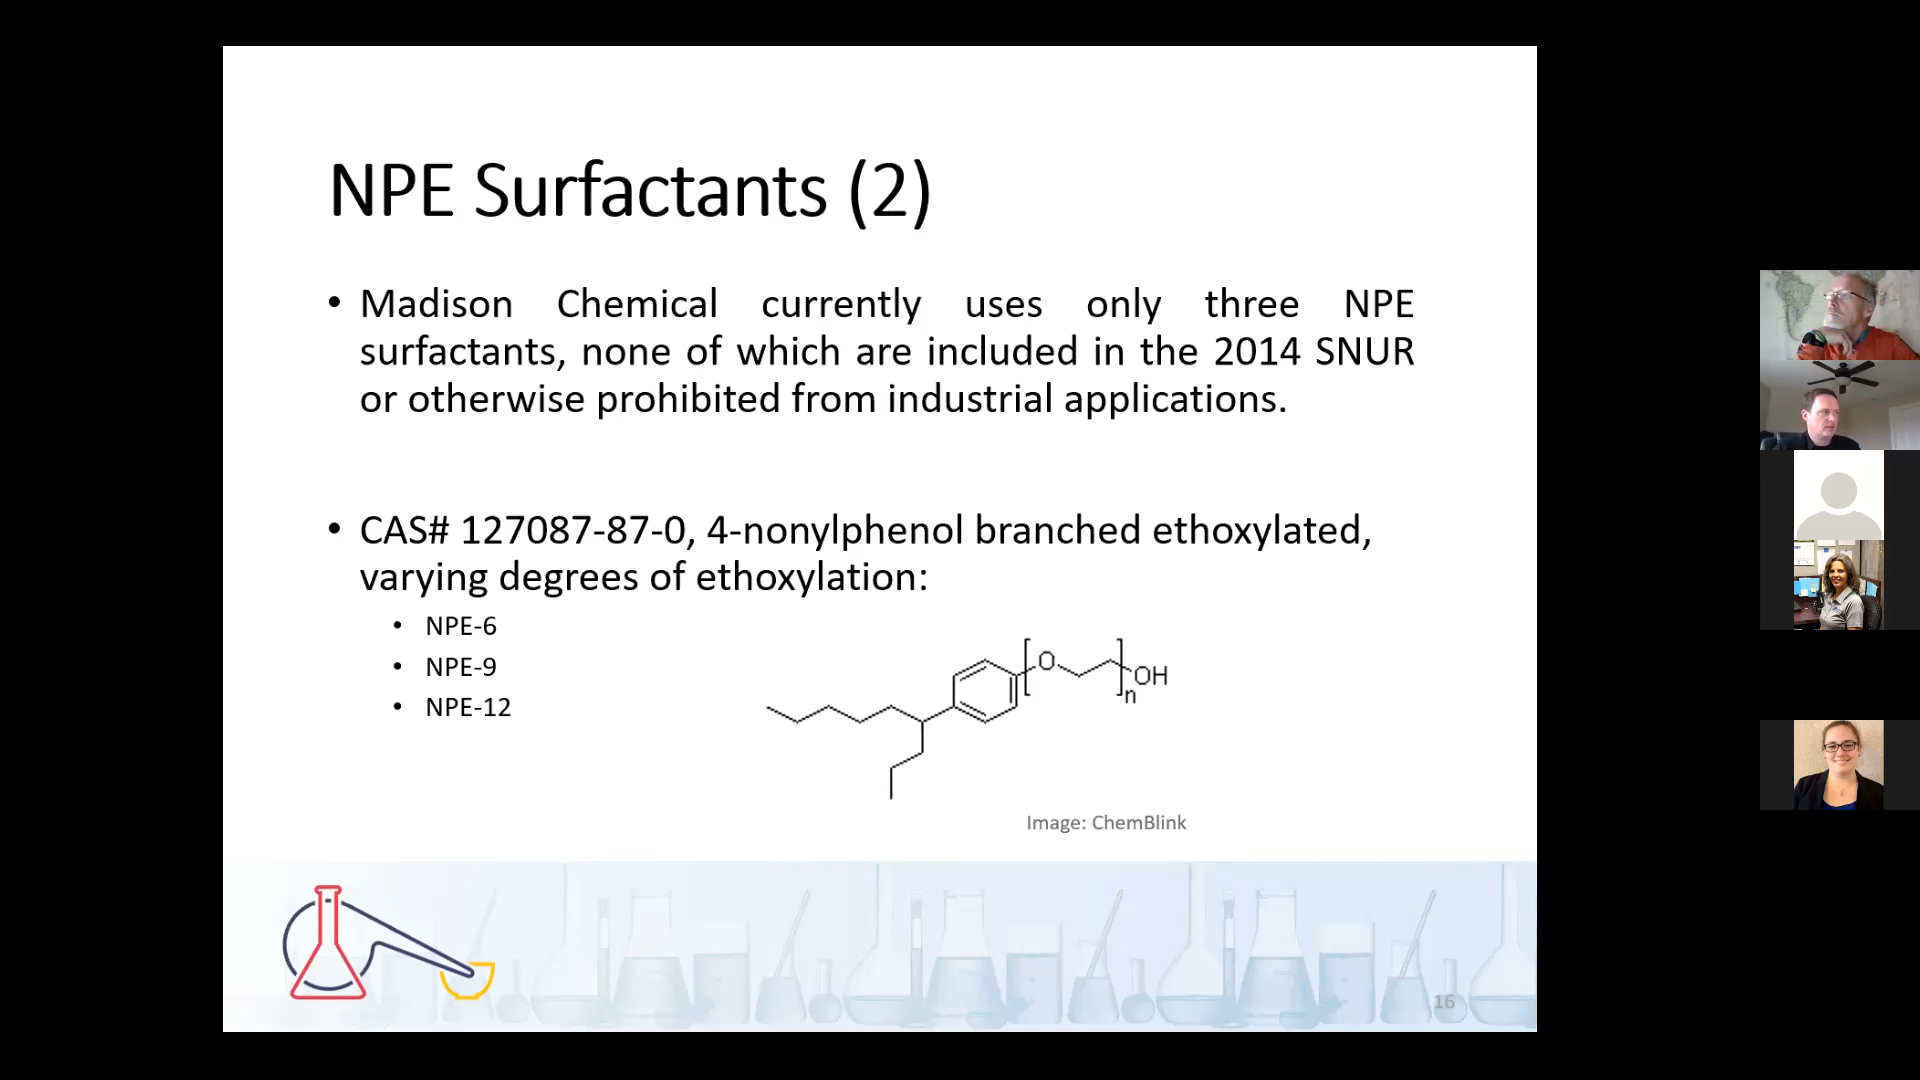 NPE Surfactants (2)
• Madison Chemical currently uses only three NPE
surfactants, none of which are included in the 2014 SNUR
or otherwise prohibited from industrial applications.
• CAS# 127087-87-0, 4-nonylphenol branched ethoxylated,
varying degrees of ethoxylation:
• NPE-6
• NPE-9
• NPE-12
O
OH
n
Image: ChemBlink
16